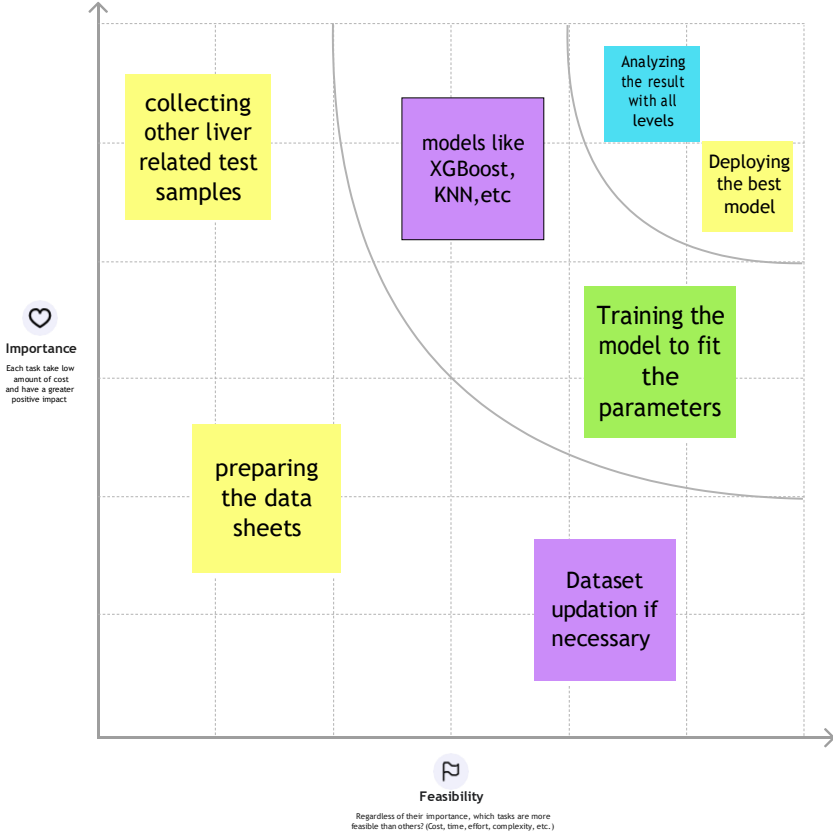 collecting
other liver
related test
samples
models like
XGBoost,
KNN,etc
Analyzing
the result
with all
levels
Deploying
the best
model
Training the
model to fit
the
parameters
Importance
Each task take low
amount of cost
and have a greater
positive impact
preparing
the data
sheets
Dataset
updation if
necessary
Feasibility
Regardless of their importance, which tasks are more
feasible than others? (Cost, time, effort, complexity, etc.)